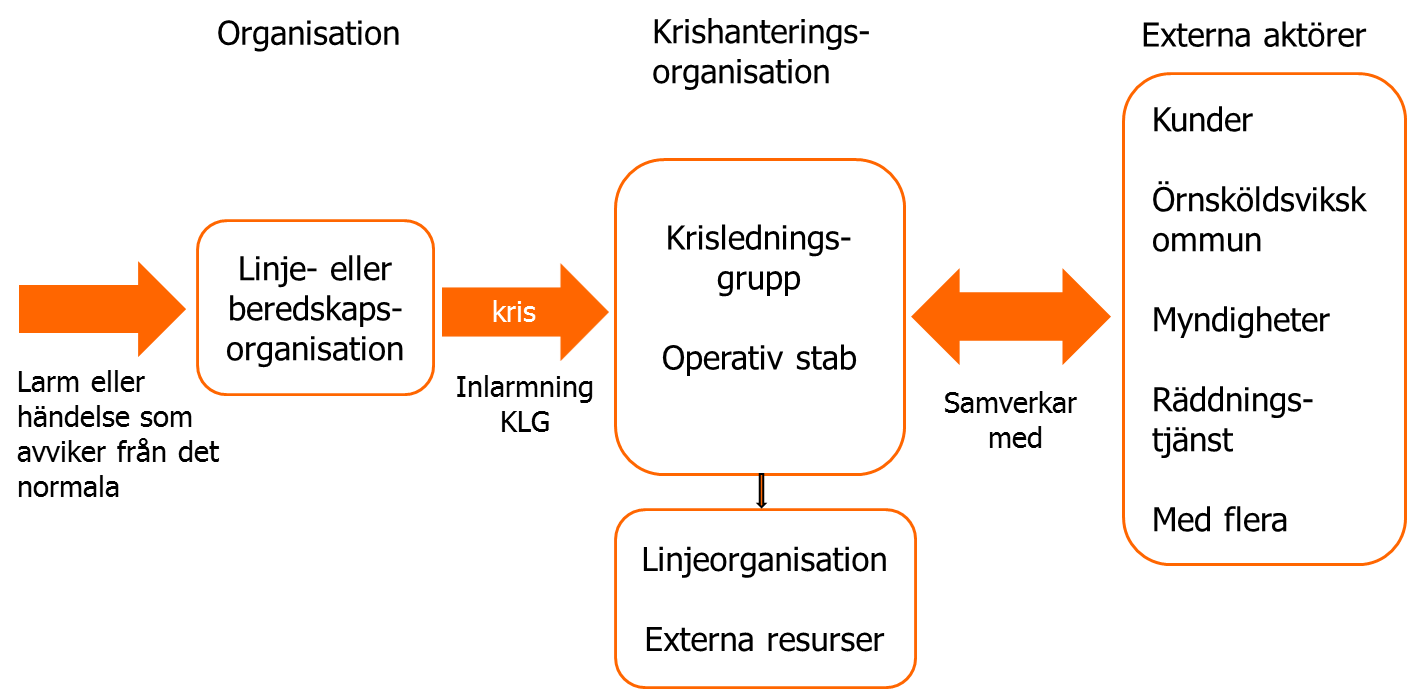 Organisation
Krishanterings-
organisation
Externa aktörer
Linje- eller
beredskaps-
organisation
Larm eller
händelse som
avviker från det
normala
kris
Inlarmning
KLG
Krislednings-
grupp
Operativ stab
Linjeorganisation
Externa resurser
Samverkar
med
Kunder
Örnsköldsviksk
ommun
Myndigheter
Räddnings-
tjänst
Med flera